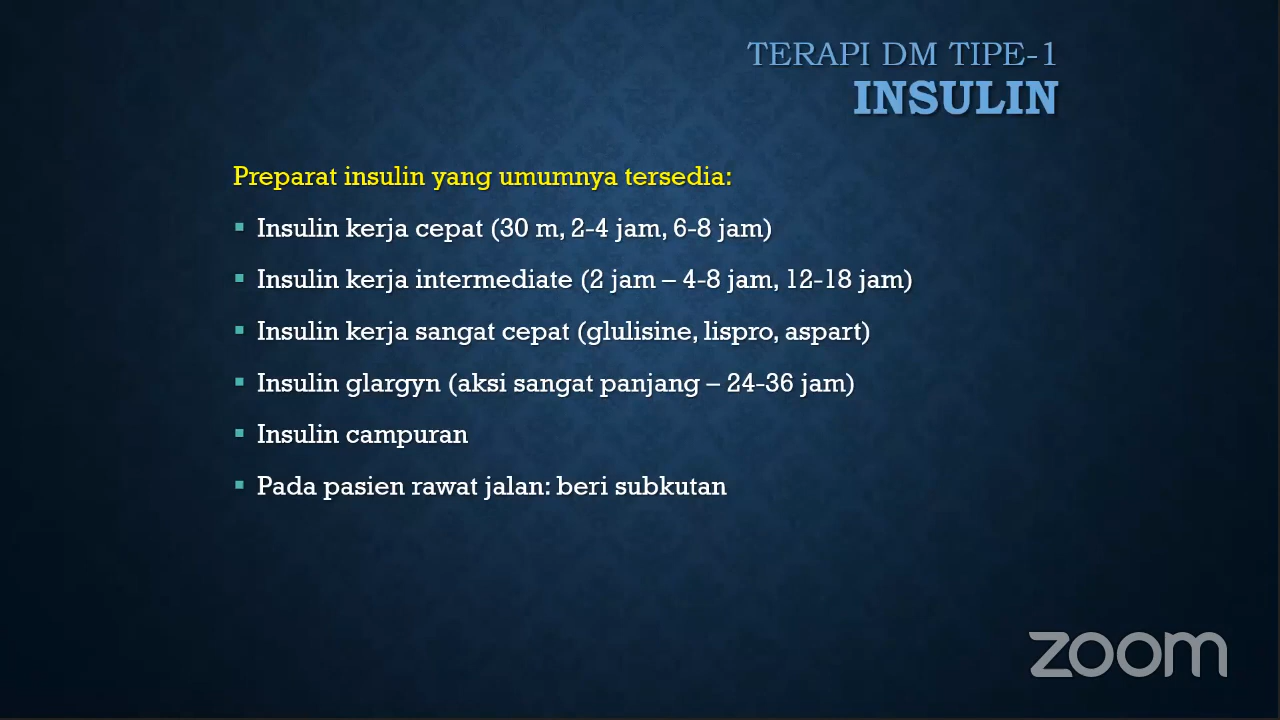 TERAPI DM TIPE-1
INSULIN
Preparat insulin yang umumnya tersedia:
▪ Insulin kerja cepat (30 m, 2-4 jam, 6-8 jam)
▪ Insulin kerja intermediate (2 jam – 4-8 jam, 12-18 jam)
▪ Insulin kerja sangat cepat (glulisine, lispro, aspart)
▪ Insulin glargyn (aksi sangat panjang – 24-36 jam)
▪ Insulin campuran
▪ Pada pasien rawat jalan: beri subkutan
zoom